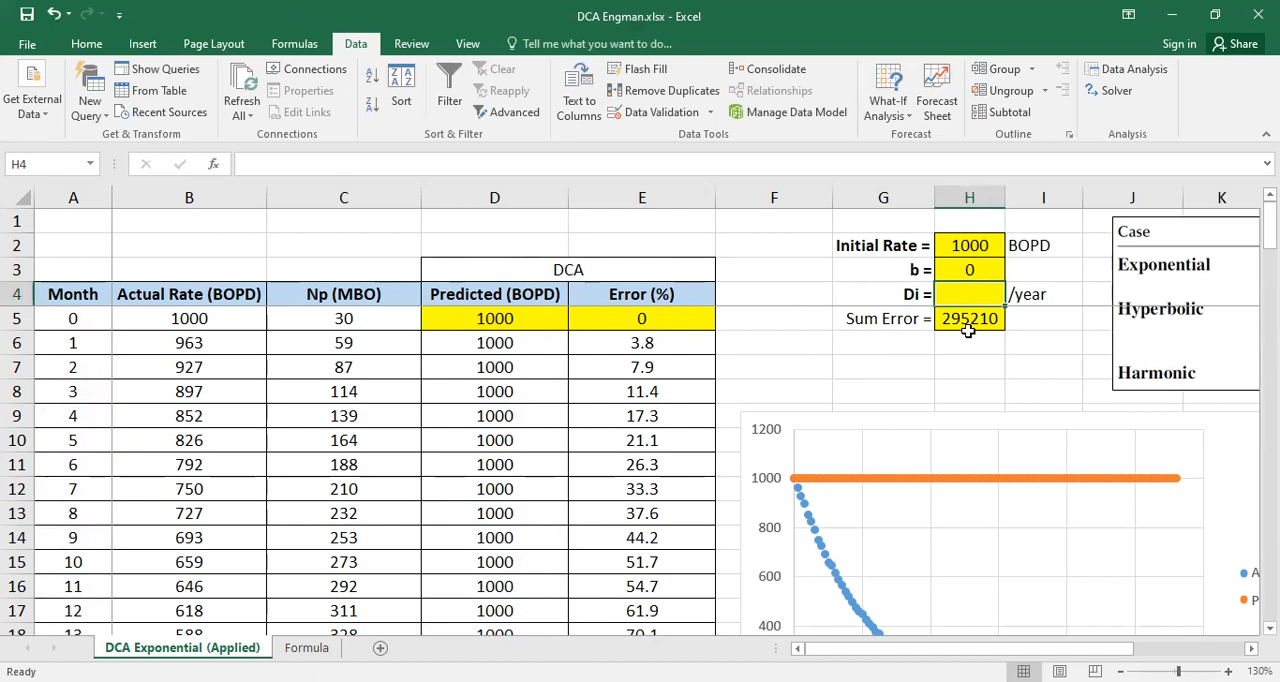 DCA Engman.xlsx - Excel
File Home Insert Page Layout Formulas Data Review View Tell me what you want to do... Sign in Share
Get External Data
New Query
Show Queries
From Table
Recent Sources
Get & Transform
Refresh All
Connections
Properties
Edit Links
Connections
Sort
Filter
Clear
Reapply
Advanced
Sort & Filter
Text to Columns
Flash Fill
Remove Duplicates
Data Validation
Consolidate
Relationships
Manage Data Model
Data Tools
What-If Analysis
Forecast Sheet
Forecast
Group
Ungroup
Subtotal
Outline
Data Analysis
Solver
Analysis
H4 fx
A B C D E F G H I J K
1
2 Initial Rate = 1000 BOPD
3 DCA b = 0
4 Month Actual Rate (BOPD) Np (MBO) Predicted (BOPD) Error (%) Di = /year
5 0 1000 30 1000 0 Sum Error = 295210
6 1 963 59 1000 3.8
7 2 927 87 1000 7.9
8 3 897 114 1000 11.4
9 4 852 139 1000 17.3
10 5 826 164 1000 21.1
11 6 792 188 1000 26.3
12 7 750 210 1000 33.3
13 8 727 232 1000 37.6
14 9 693 253 1000 44.2
15 10 659 273 1000 51.7
16 11 646 292 1000 54.7
17 12 618 311 1000 61.9
18 13 588 328 1000 70.1
Case
Exponential
Hyperbolic
Harmonic
1200
1000
800
600
400
A
P
DCA Exponential (Applied) Formula
Ready 130%